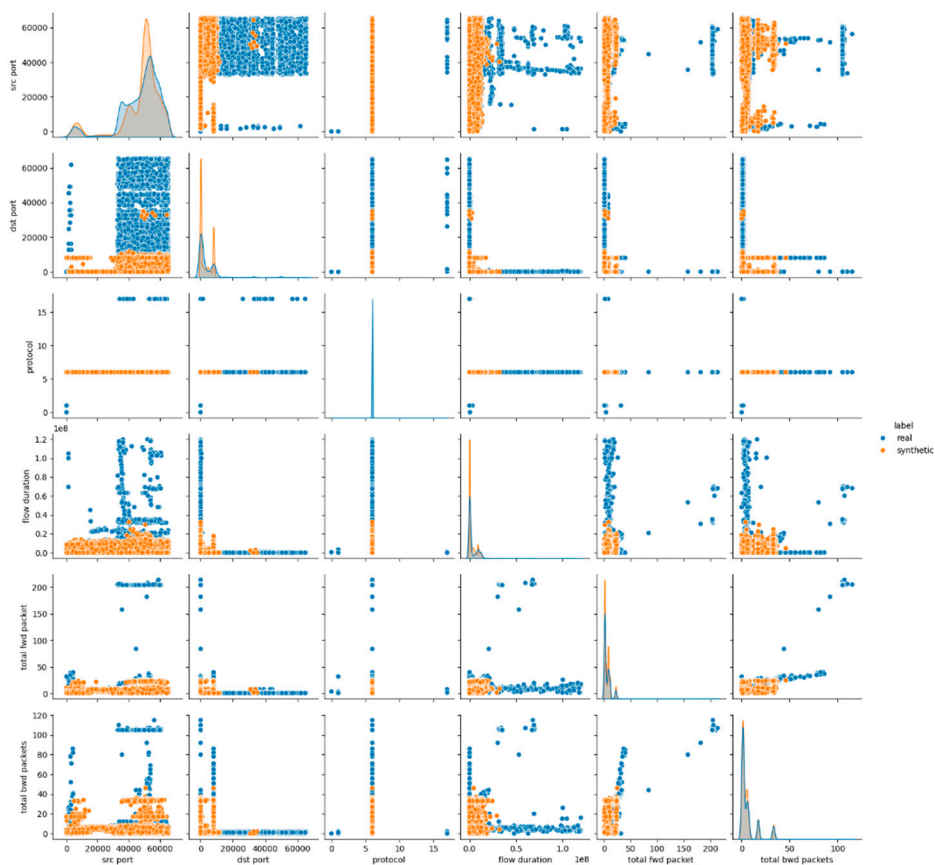 src port
60000
40000
20000
0
dst port
60000
40000
20000
0
protocol
15
10
5
0
1e8
flow duration
1.2
1.0
0.8
0.6
0.4
0.2
0.0
label
real
synthetic
total fwd packet
200
150
100
50
0
total bwd packets
120
100
80
60
40
20
0
0 20000 40000 60000
src port
0 20000 40000 60000
dst port
0 5 10 15
protocol
0.0 0.5 1.0
1e8
flow duration
0 50 100 150 200
total fwd packet
0 50 100
total bwd packets